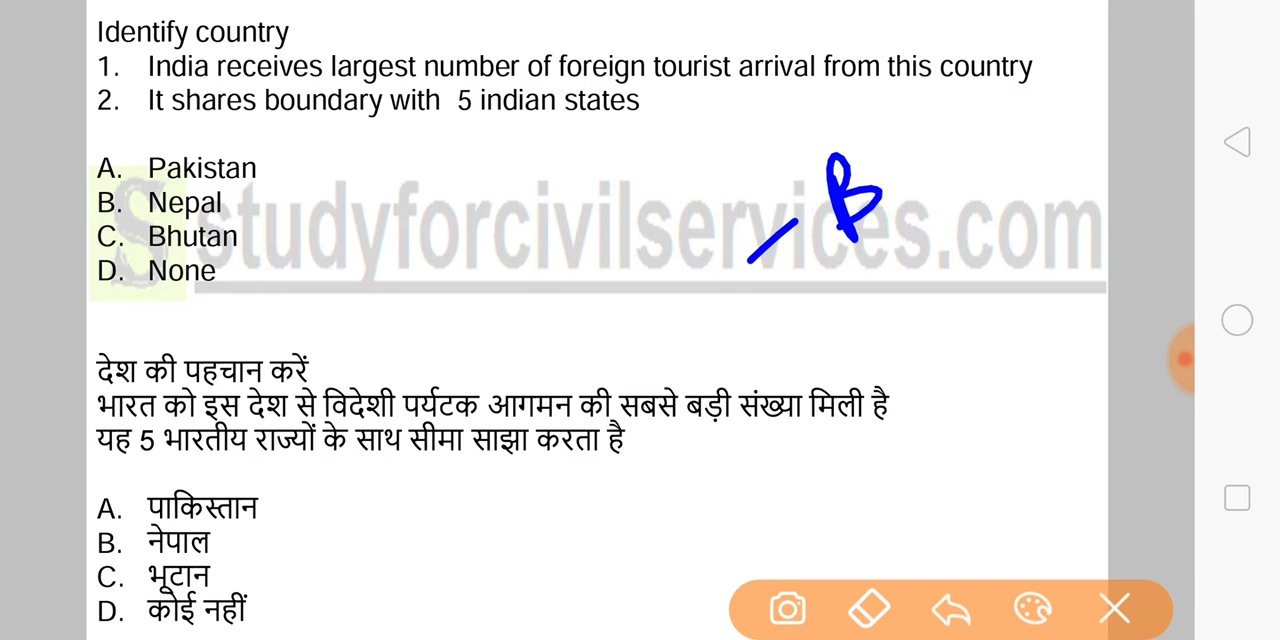 Identify country
1. India receives largest number of foreign tourist arrival from this country
2. It shares boundary with 5 indian states
A. Pakistan
B. Nepal
C. Bhutan
D. None
studyforcivilservices.com
B
देश की पहचान करें
भारत को इस देश से विदेशी पर्यटक आगमन की सबसे बड़ी संख्या मिली है
यह 5 भारतीय राज्यों के साथ सीमा साझा करता है
A. पाकिस्तान
B. नेपाल
C. भूटान
D. कोई नहीं